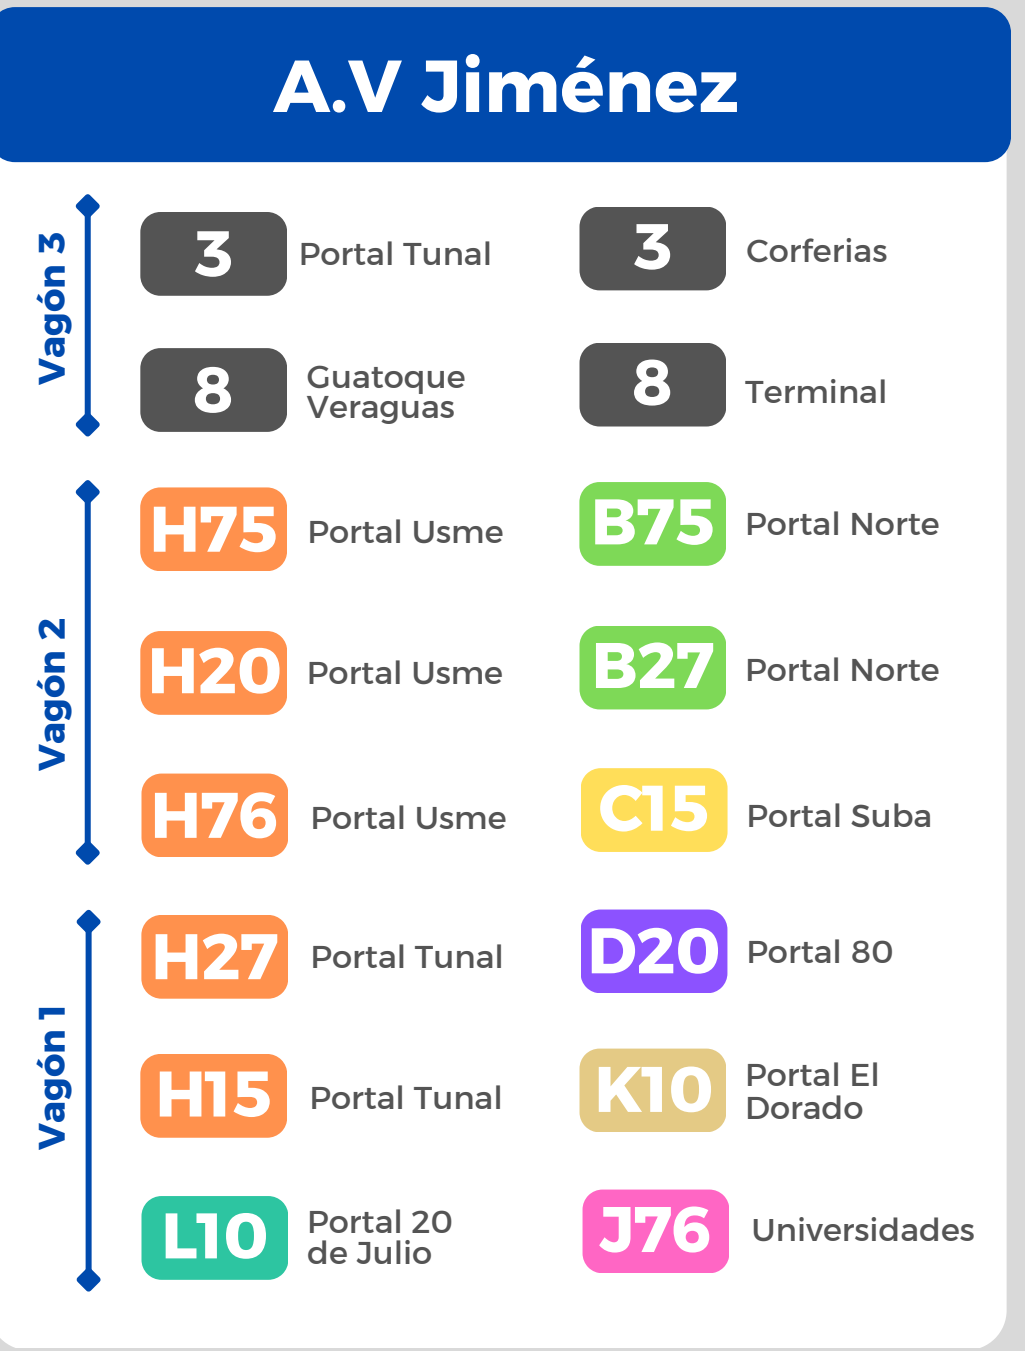 A.V Jiménez
Vagón 3
3 Portal Tunal
3 Corferias
8 Guatoque
Veraguas
8 Terminal
Vagón 2
H75 Portal Usme
B75 Portal Norte
H20 Portal Usme
B27 Portal Norte
H76 Portal Usme
C15 Portal Suba
Vagón 1
H27 Portal Tunal
D20 Portal 80
H15 Portal Tunal
K10 Portal El
Dorado
L10 Portal 20
de Julio
J76 Universidades